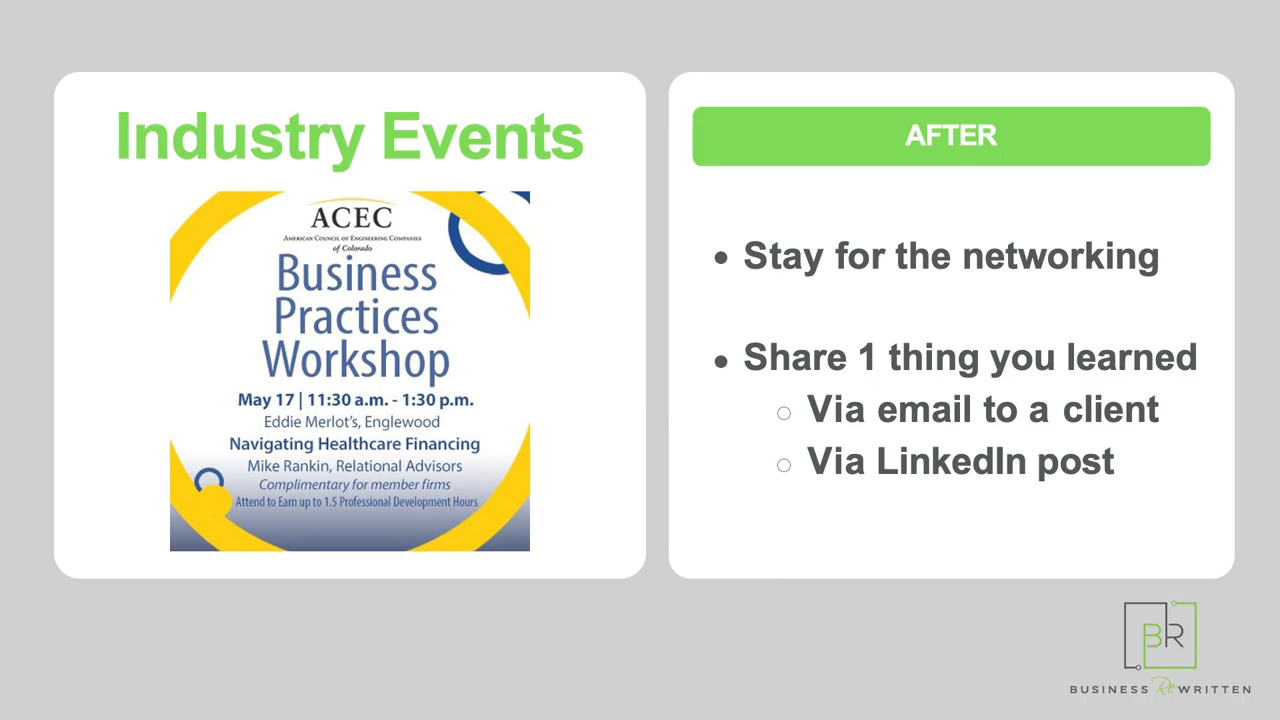 Industry Events
ACEC
AMERICAN COUNCIL OF ENGINEERING COMPANIES
of Colorado
Business
Practices
Workshop
May 17 | 11:30 a.m. - 1:30 p.m.
Eddie Merlot's, Englewood
Navigating Healthcare Financing
Mike Rankin, Relational Advisors
Complimentary for member firms
Attend to Earn up to 1.5 Professional Development Hours
AFTER
• Stay for the networking
• Share 1 thing you learned
○ Via email to a client
○ Via LinkedIn post
BR
BUSINESS ReWRITTEN